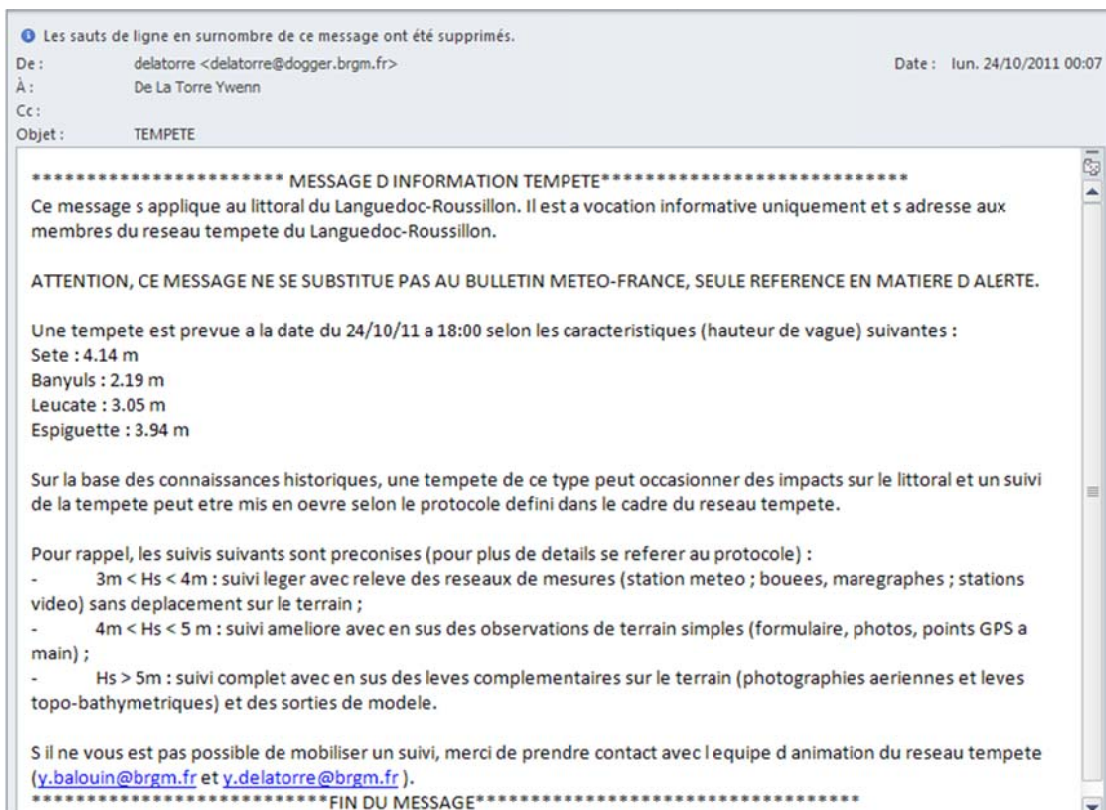 Les sauts de ligne en surnombre de ce message ont été supprimés.
De : delatorre <delatorre@dogger.brgm.fr> Date : lun. 24/10/2011 00:07
À : De La Torre Ywenn
Cc :
Objet : TEMPETE
*********************** MESSAGE D INFORMATION TEMPETE****************************
Ce message s applique au littoral du Languedoc-Roussillon. Il est a vocation informative uniquement et s adresse aux
membres du reseau tempete du Languedoc-Roussillon.
ATTENTION, CE MESSAGE NE SE SUBSTITUE PAS AU BULLETIN METEO-FRANCE, SEULE REFERENCE EN MATIERE D ALERTE.
Une tempete est prevue a la date du 24/10/11 a 18:00 selon les caracteristiques (hauteur de vague) suivantes :
Sete : 4.14 m
Banyuls : 2.19 m
Leucate : 3.05 m
Espiguette : 3.94 m
Sur la base des connaissances historiques, une tempete de ce type peut occasionner des impacts sur le littoral et un suivi
de la tempete peut etre mis en oevre selon le protocole defini dans le cadre du reseau tempete.
Pour rappel, les suivis suivants sont preconises (pour plus de details se referer au protocole) :
- 3m < Hs < 4m : suivi leger avec releve des reseaux de mesures (station meteo ; bouees, maregraphes ; stations
video) sans deplacement sur le terrain ;
- 4m < Hs < 5 m : suivi ameliore avec en sus des observations de terrain simples (formulaire, photos, points GPS a
main) ;
- Hs > 5m : suivi complet avec en sus des leves complementaires sur le terrain (photographies aeriennes et leves
topo-bathymetriques) et des sorties de modele.
S il ne vous est pas possible de mobiliser un suivi, merci de prendre contact avec l equipe d animation du reseau tempete
(y.balouin@brgm.fr et y.delatorre@brgm.fr ).
***************************FIN DU MESSAGE***********************************